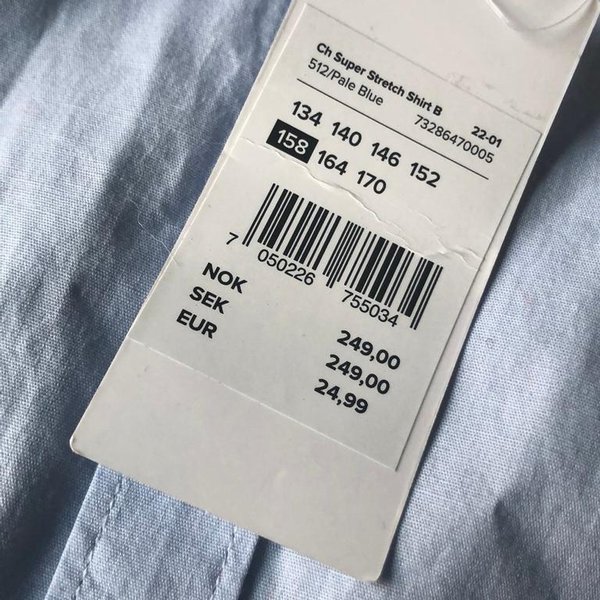 Ch Super Stretch Shirt B 22-01
512/Pale Blue 73286470005
134 140 146 152
158 164 170
7 050226 755034
NOK 249,00
SEK 249,00
EUR 24,99